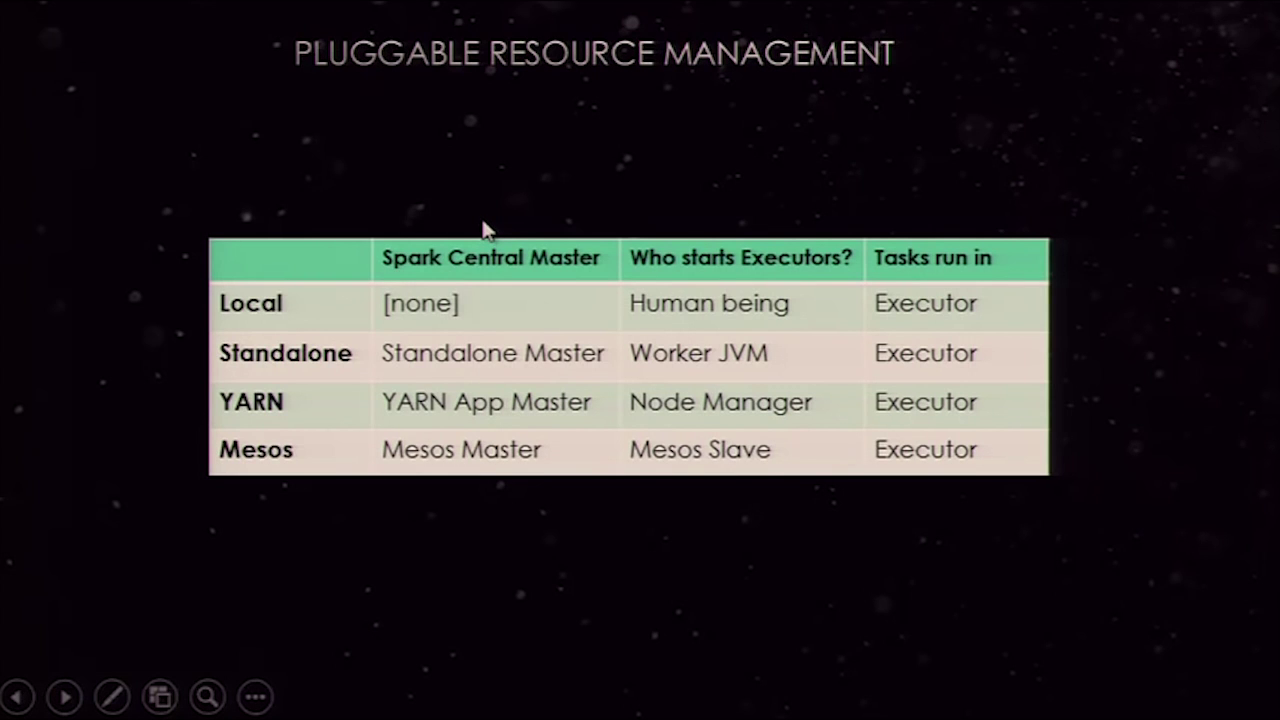 PLUGGABLE RESOURCE MANAGEMENT
Spark Central Master Who starts Executors? Tasks run in
Local [none] Human being Executor
Standalone Standalone Master Worker JVM Executor
YARN YARN App Master Node Manager Executor
Mesos Mesos Master Mesos Slave Executor